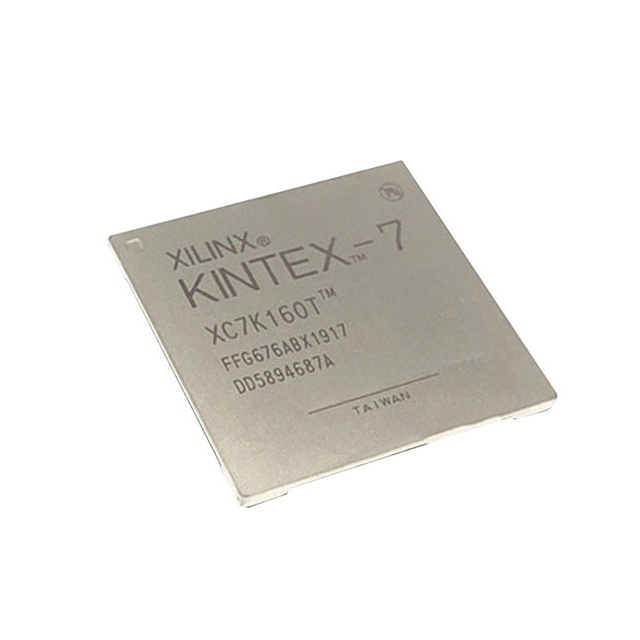 XILINX®
KINTEX™-7
XC7K160T™
FFG676ABX1917
DD5894687A
TAIWAN